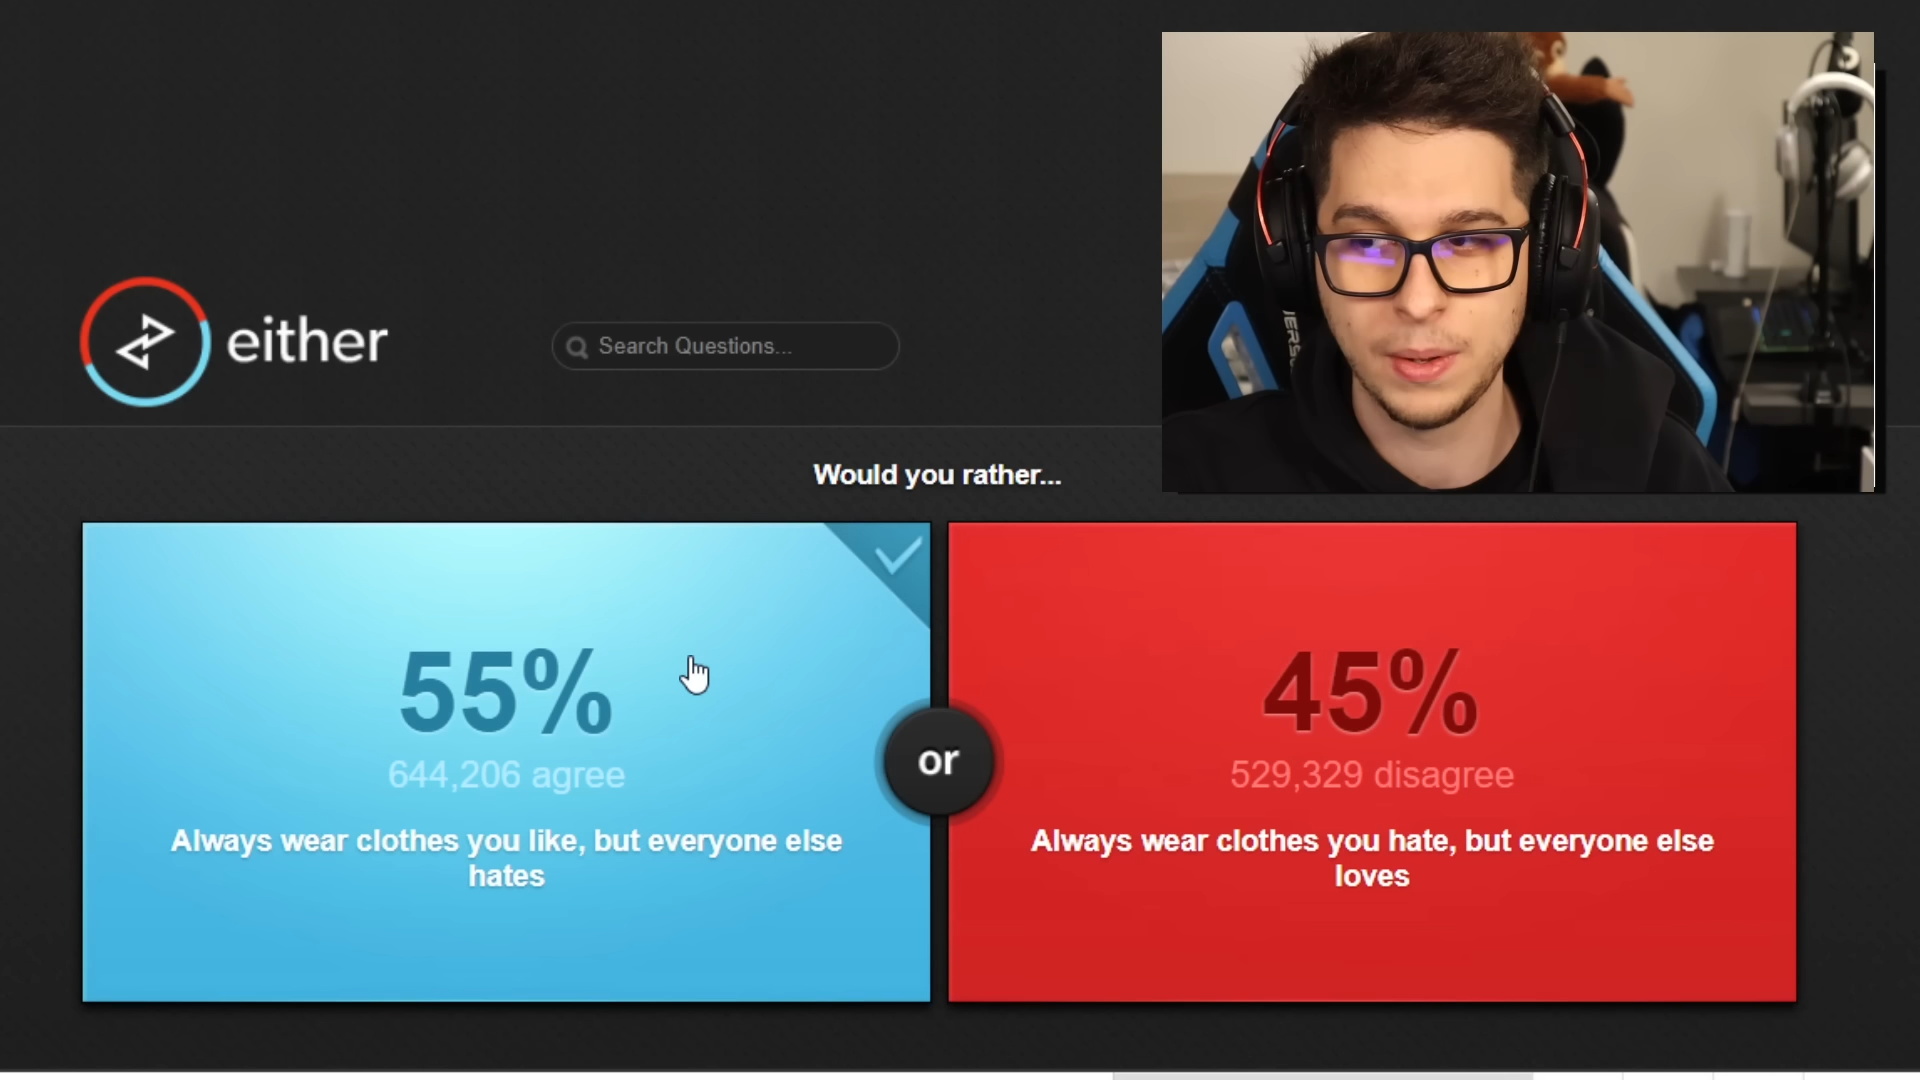 either
Search Questions...
Would you rather...
55%
644,206 agree
Always wear clothes you like, but everyone else
hates
or
45%
529,329 disagree
Always wear clothes you hate, but everyone else
loves